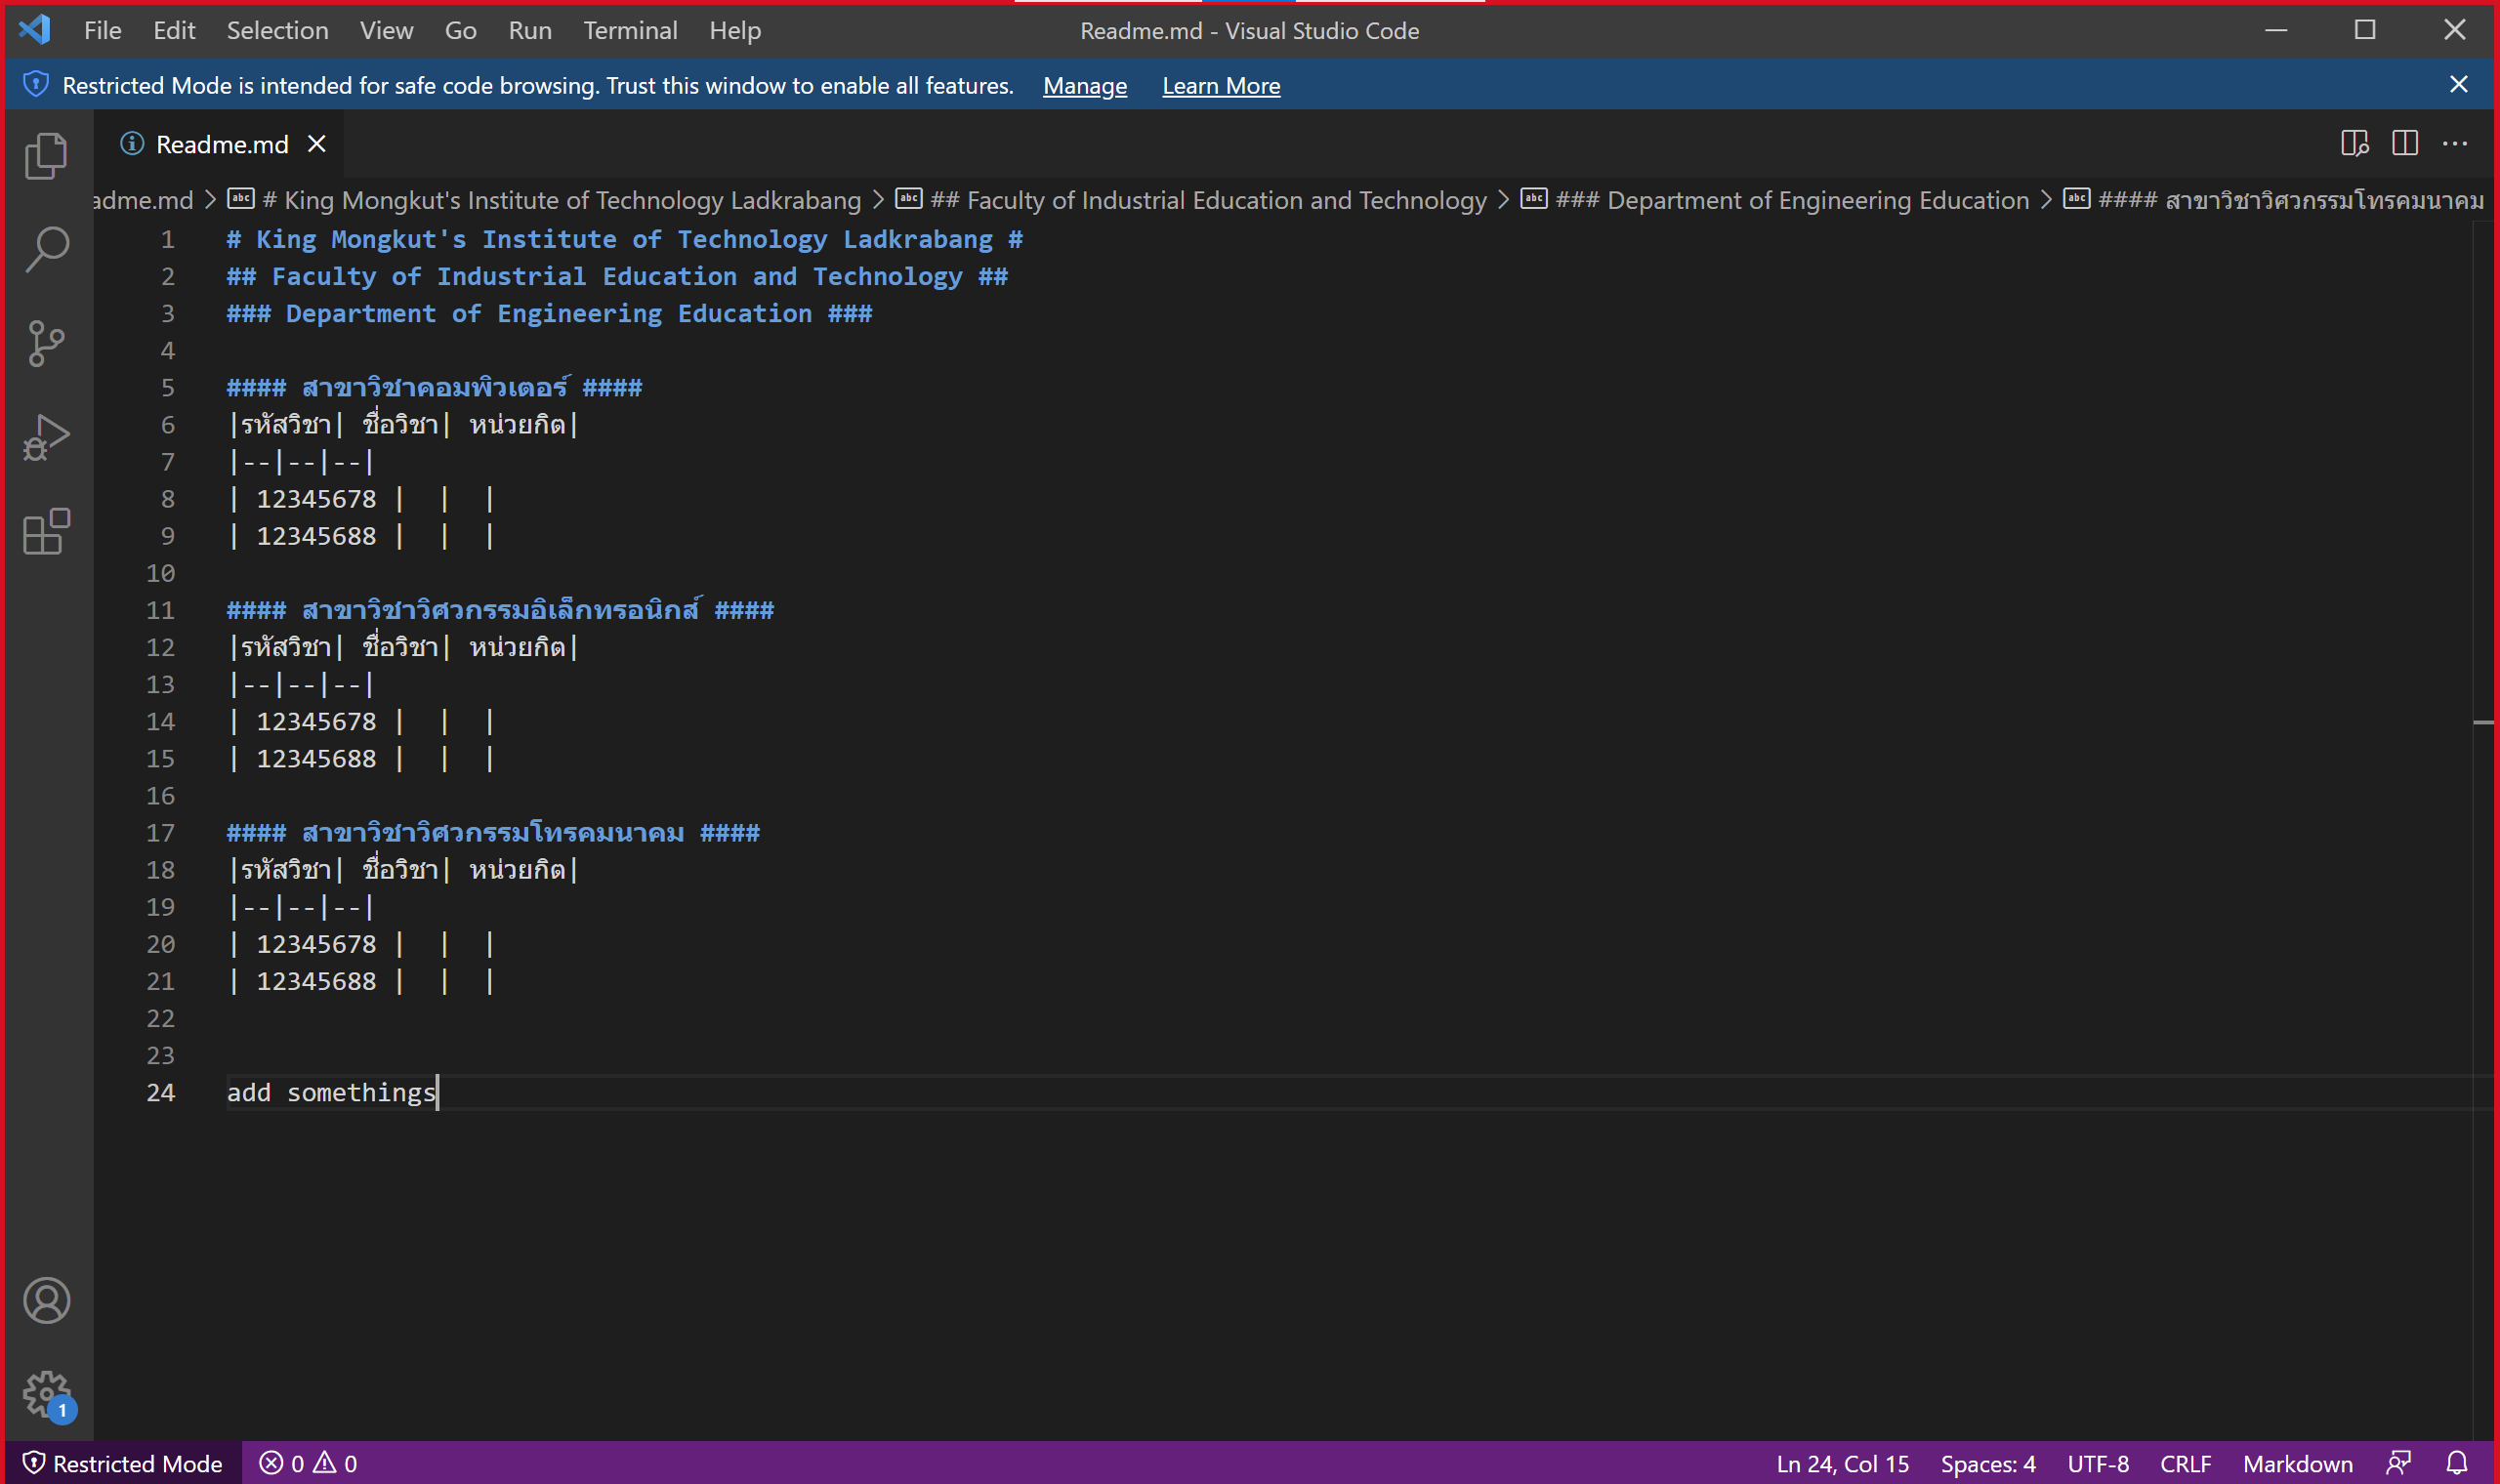 File Edit Selection View Go Run Terminal Help Readme.md - Visual Studio Code
Restricted Mode is intended for safe code browsing. Trust this window to enable all features. Manage Learn More
Readme.md
adme.md > # King Mongkut's Institute of Technology Ladkrabang > ## Faculty of Industrial Education and Technology > ### Department of Engineering Education > #### สาขาวิชาวิศวกรรมโทรคมนาคม
1 # King Mongkut's Institute of Technology Ladkrabang #
2 ## Faculty of Industrial Education and Technology ##
3 ### Department of Engineering Education ###
4
5 #### สาขาวิชาคอมพิวเตอร์ ####
6 |รหัสวิชา| ชื่อวิชา| หน่วยกิต|
7 |--|--|--|
8 | 12345678 |  |  |
9 | 12345688 |  |  |
10
11 #### สาขาวิชาวิศวกรรมอิเล็กทรอนิกส์ ####
12 |รหัสวิชา| ชื่อวิชา| หน่วยกิต|
13 |--|--|--|
14 | 12345678 |  |  |
15 | 12345688 |  |  |
16
17 #### สาขาวิชาวิศวกรรมโทรคมนาคม ####
18 |รหัสวิชา| ชื่อวิชา| หน่วยกิต|
19 |--|--|--|
20 | 12345678 |  |  |
21 | 12345688 |  |  |
22
23
24 add somethings
1
Restricted Mode 0 0 Ln 24, Col 15 Spaces: 4 UTF-8 CRLF Markdown